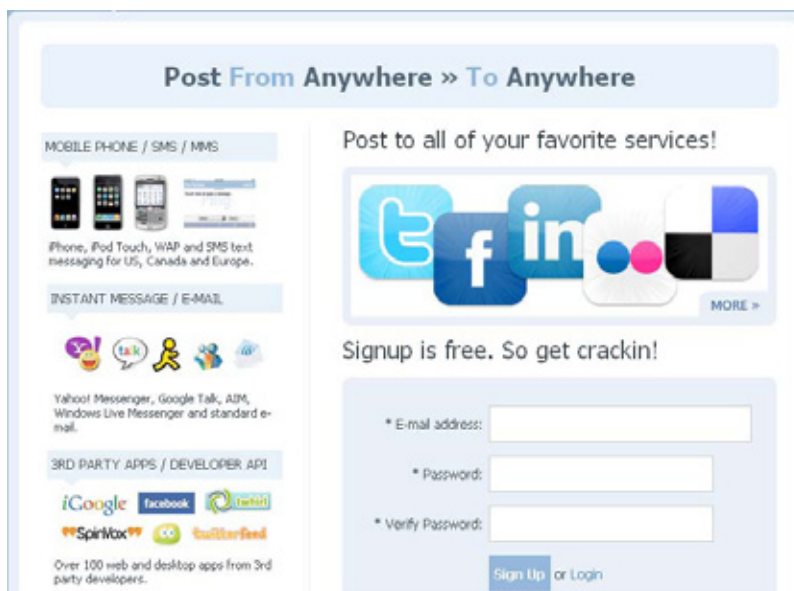 Post From Anywhere » To Anywhere
MOBILE PHONE / SMS / MMS
iPhone, iPod Touch, WAP and SMS text
messaging for US, Canada and Europe.
INSTANT MESSAGE / E-MAIL
talk
Yahoo! Messenger, Google Talk, AIM,
Windows Live Messenger and standard e-
mail.
3RD PARTY APPS / DEVELOPER API
iGoogle facebook twhirl
SpinVox twitterfeed
Over 100 web and desktop apps from 3rd
party developers.
Post to all of your favorite services!
t f in
MORE »
Signup is free. So get crackin!
* E-mail address:
* Password:
* Verify Password:
Sign Up or Login